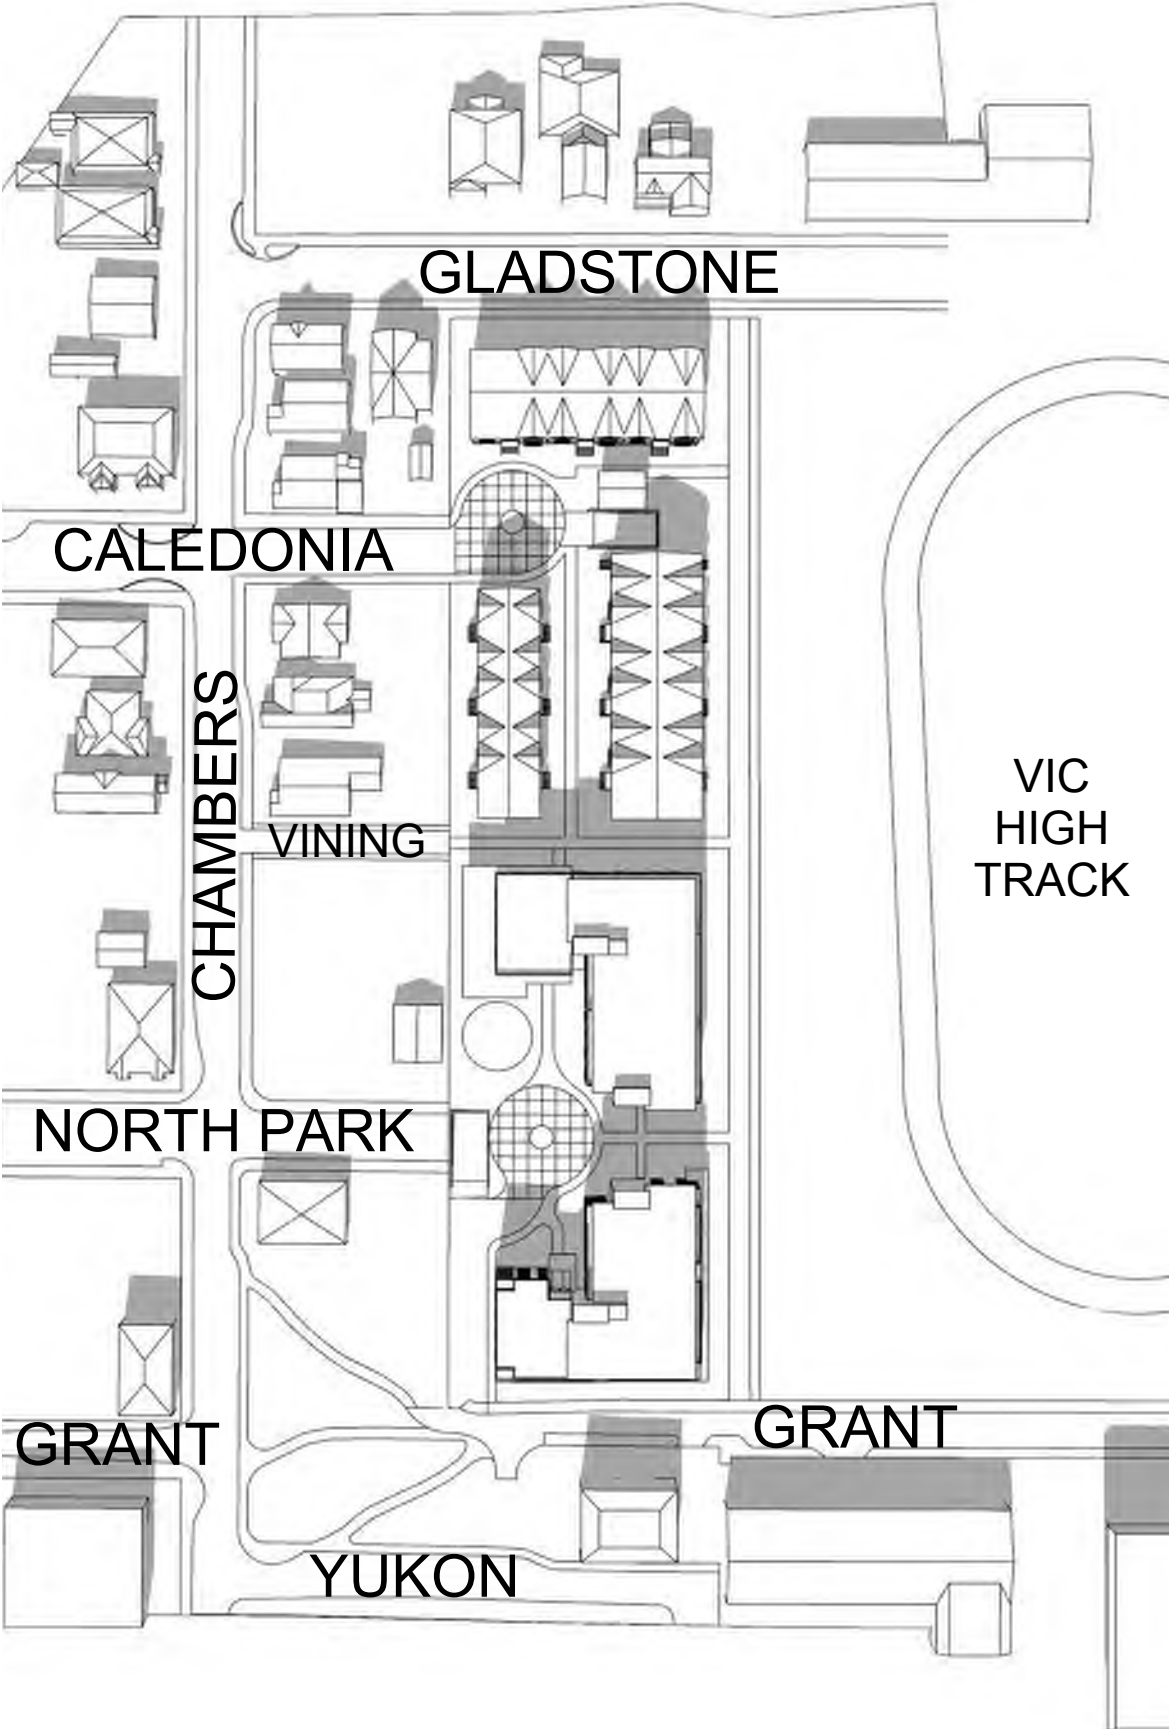 GLADSTONE
CALEDONIA
CHAMBERS
VIC
HIGH
TRACK
VINING
NORTH PARK
GRANT
GRANT
YUKON